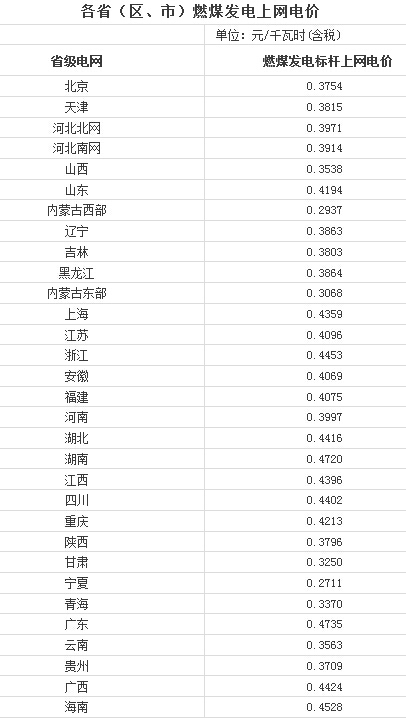 各省（区、市）燃煤发电上网电价
单位：元/千瓦时(含税)
省级电网 燃煤发电标杆上网电价
北京 0.3754
天津 0.3815
河北北网 0.3971
河北南网 0.3914
山西 0.3538
山东 0.4194
内蒙古西部 0.2937
辽宁 0.3863
吉林 0.3803
黑龙江 0.3864
内蒙古东部 0.3068
上海 0.4359
江苏 0.4096
浙江 0.4453
安徽 0.4069
福建 0.4075
河南 0.3997
湖北 0.4416
湖南 0.4720
江西 0.4396
四川 0.4402
重庆 0.4213
陕西 0.3796
甘肃 0.3250
宁夏 0.2711
青海 0.3370
广东 0.4735
云南 0.3563
贵州 0.3709
广西 0.4424
海南 0.4528